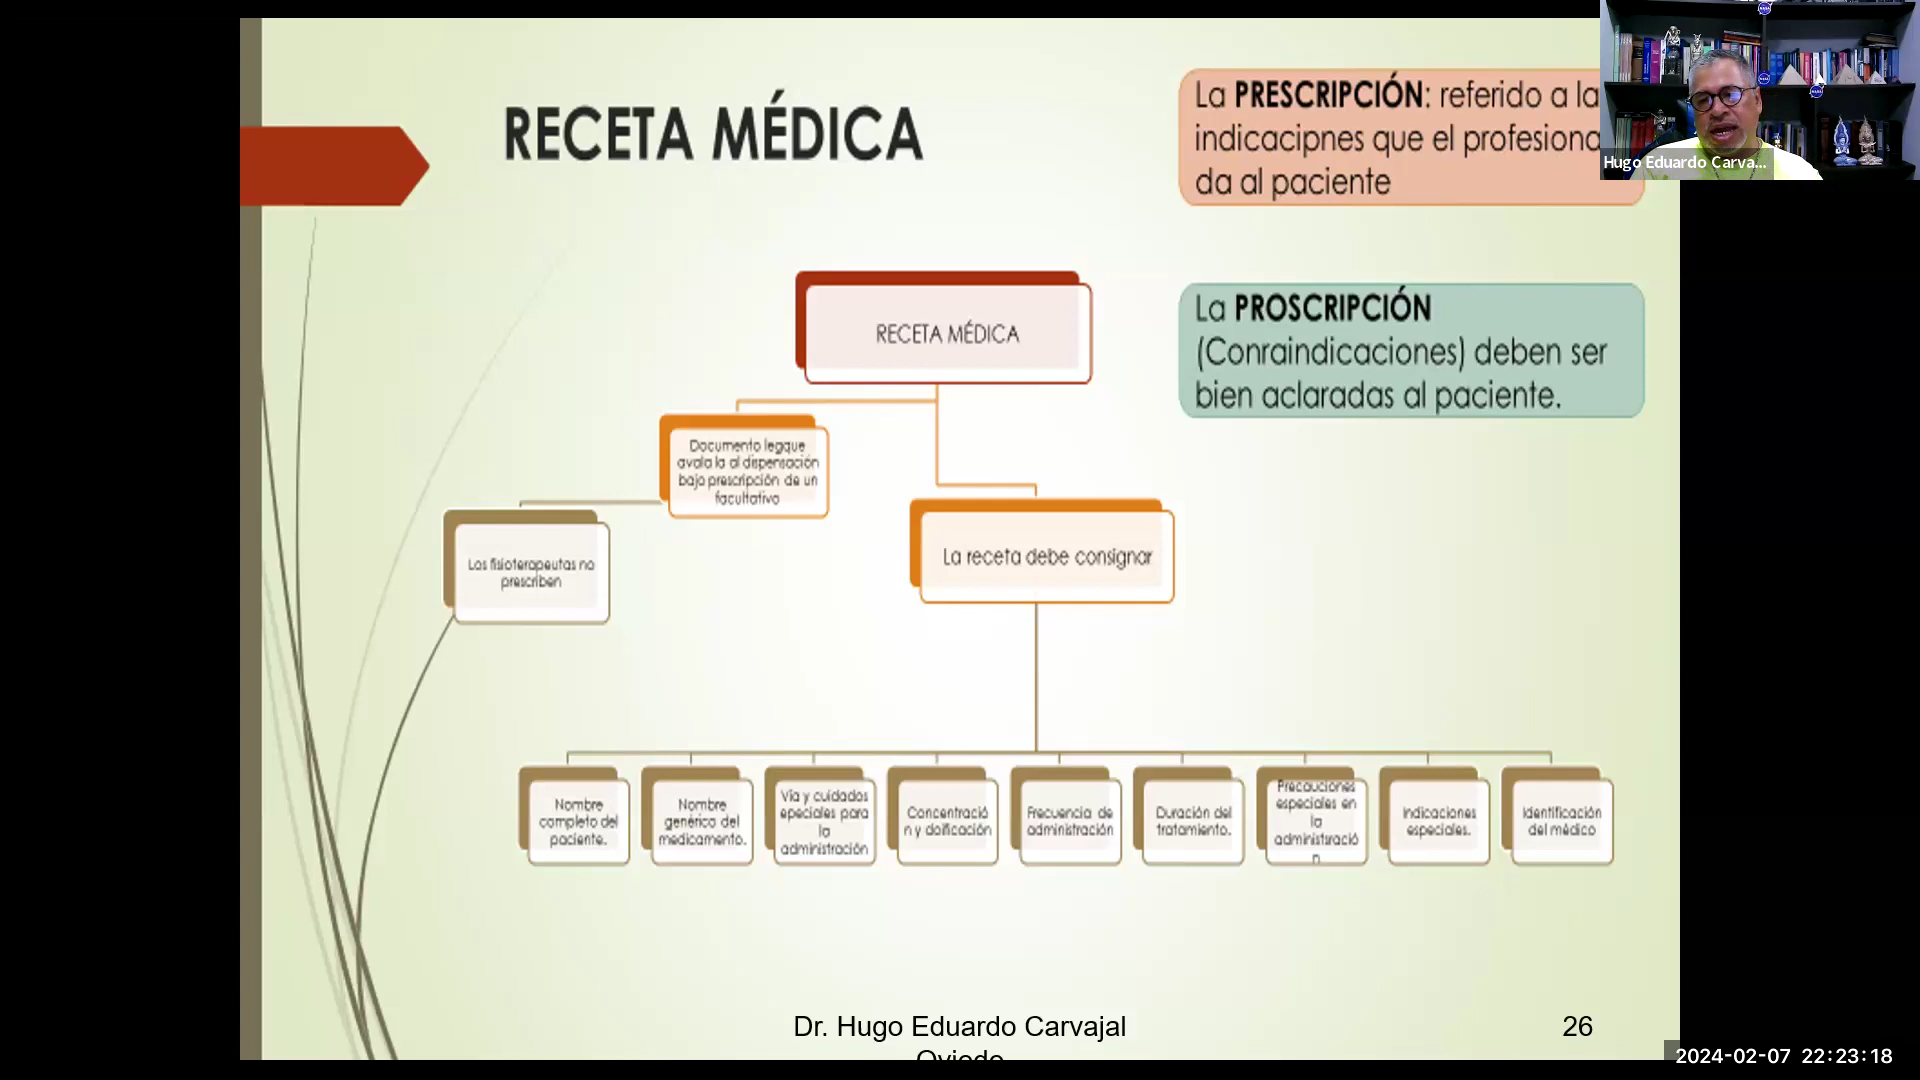 RECETA MÉDICA
La PRESCRIPCIÓN: referido a la
indicacipnes que el profesiona
da al paciente
Hugo Eduardo Carva...
RECETA MÉDICA
La PROSCRIPCIÓN
(Conraindicaciones) deben ser
bien aclaradas al paciente.
Documento legque
avala la al dispensación
bajo prescripción de un
facultativo
Los fisioterapeutas no
prescriben
La receta debe consignar
Nombre
completo del
paciente.
Nombre
genérico del
medicamento.
Vía y cuidados
epeciales para
la
administración
Concentració
n y doificación
Frecuencia de
administración
Duración del
tratamiento.
Precauciones
especiales en
la
administració
n
Indicaciones
especiales.
Identificación
del médico
Dr. Hugo Eduardo Carvajal
Oviedo
26
2024-02-07 22:23:18